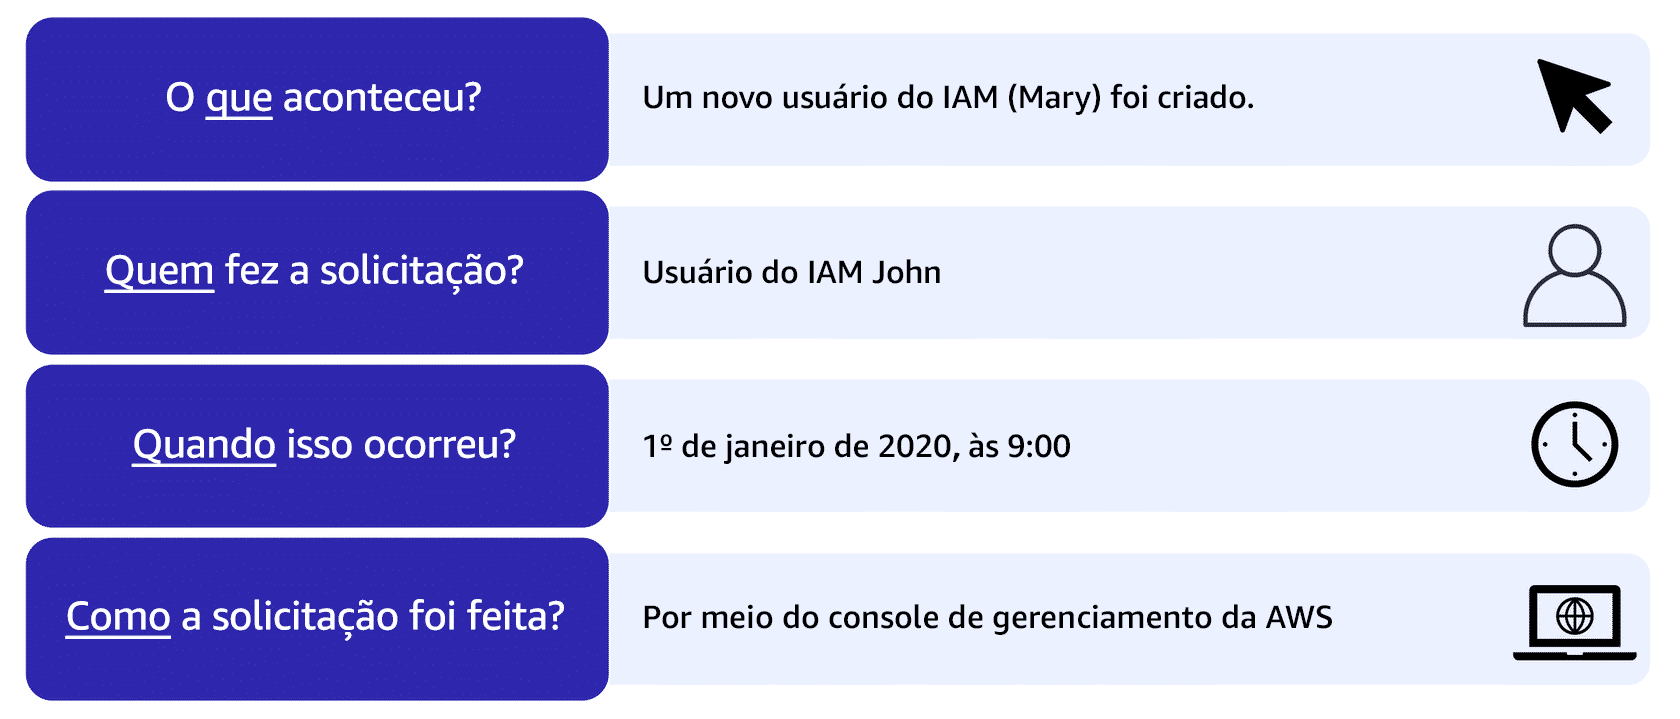 O que aconteceu?
Um novo usuário do IAM (Mary) foi criado.
Quem fez a solicitação?
Usuário do IAM John
Quando isso ocorreu?
1º de janeiro de 2020, às 9:00
Como a solicitação foi feita?
Por meio do console de gerenciamento da AWS